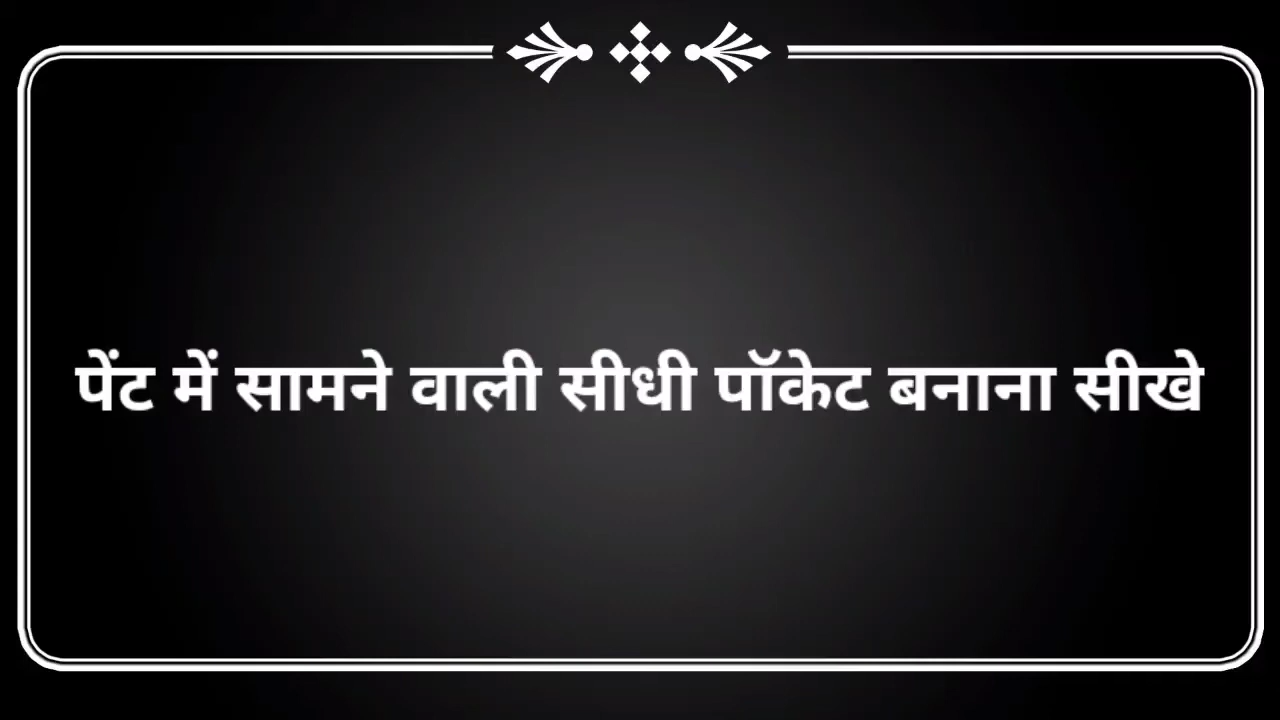 पेंट में सामने वाली सीधी पॉकेट बनाना सीखे